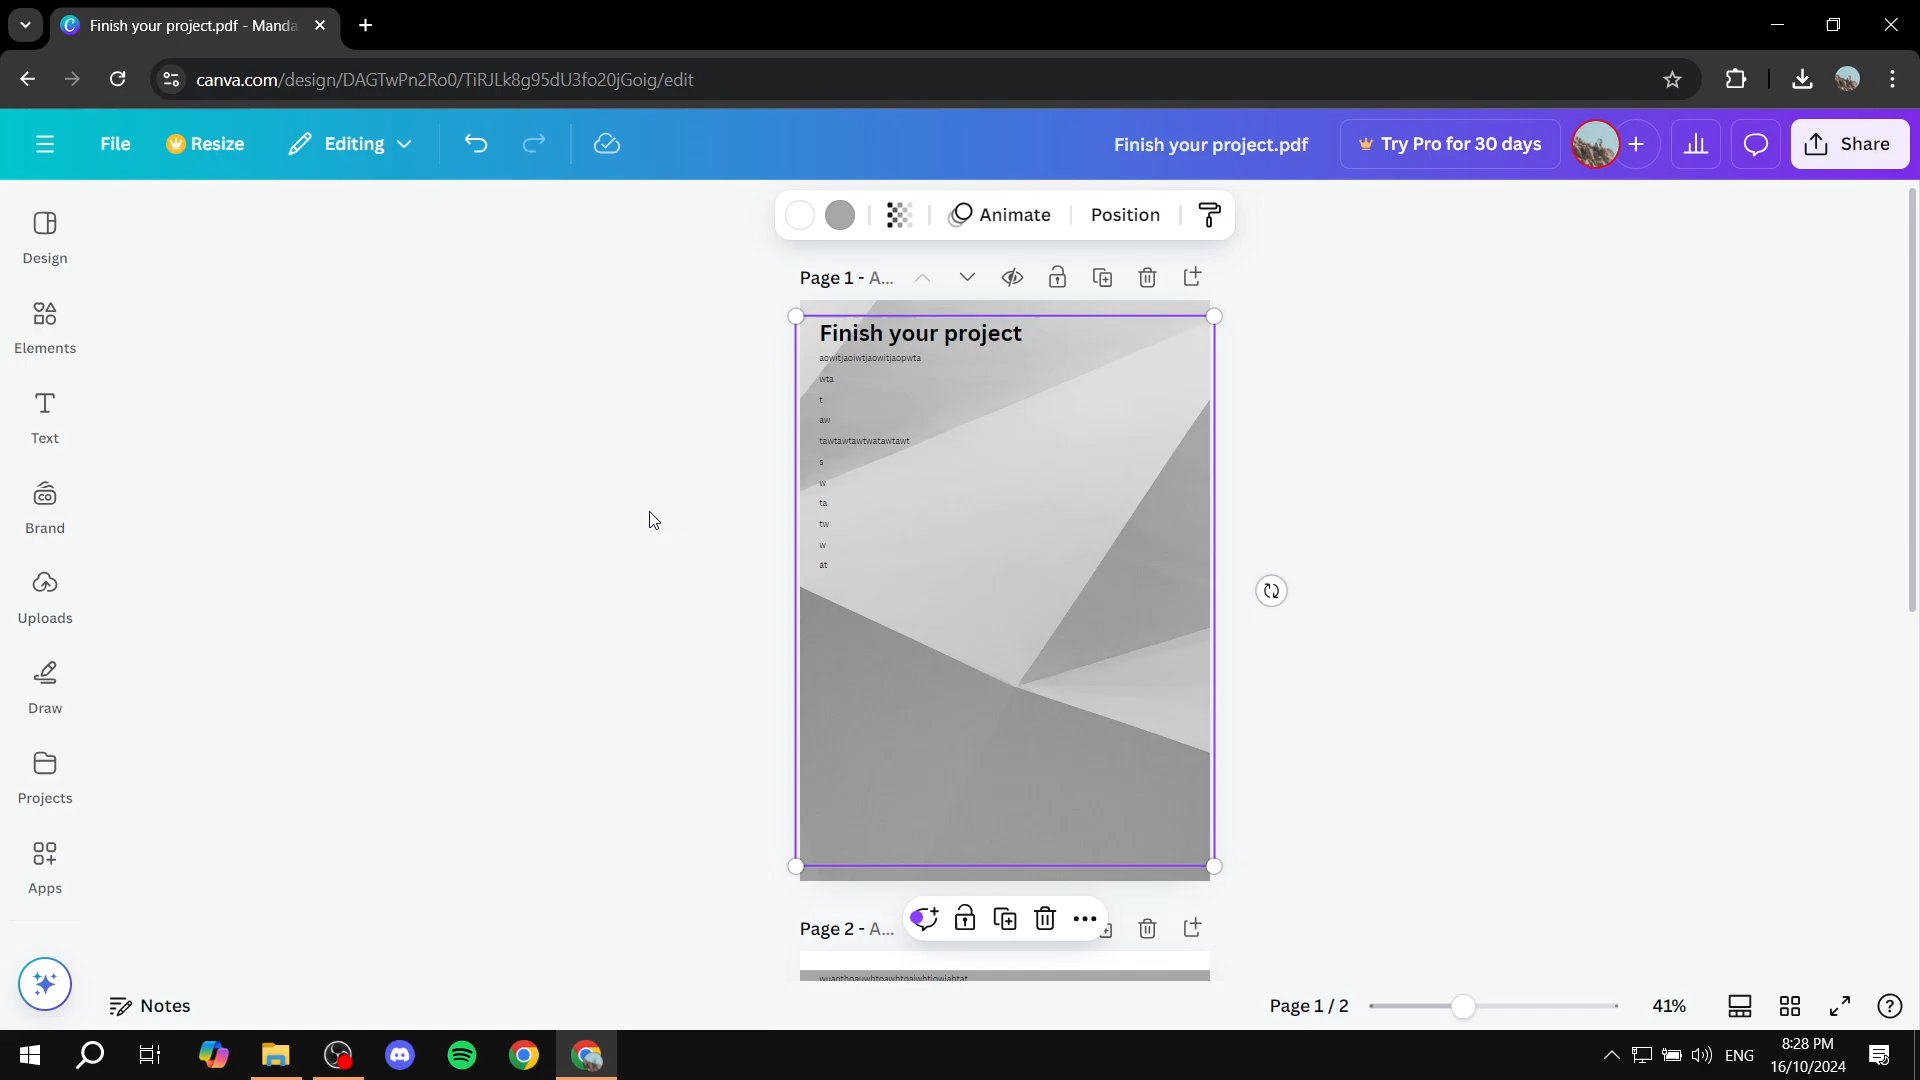 Finish your project.pdf - Manda
canva.com/design/DAGTwPn2Ro0/TiRJLk8g95dU3fo20jGoig/edit
File
Resize
Editing
Finish your project.pdf
Try Pro for 30 days
Share
Design
Elements
Text
Brand
Uploads
Draw
Projects
Apps
Animate
Position
Page 1 - A...
Finish your project
aowitjaoiwtjaowitjaopwta
wta
t
aw
tawtawtawtwatawtawt
s
w
ta
tw
w
at
Page 2 - A...
Notes
Page 1 / 2
41%
ENG
8:28 PM
16/10/2024